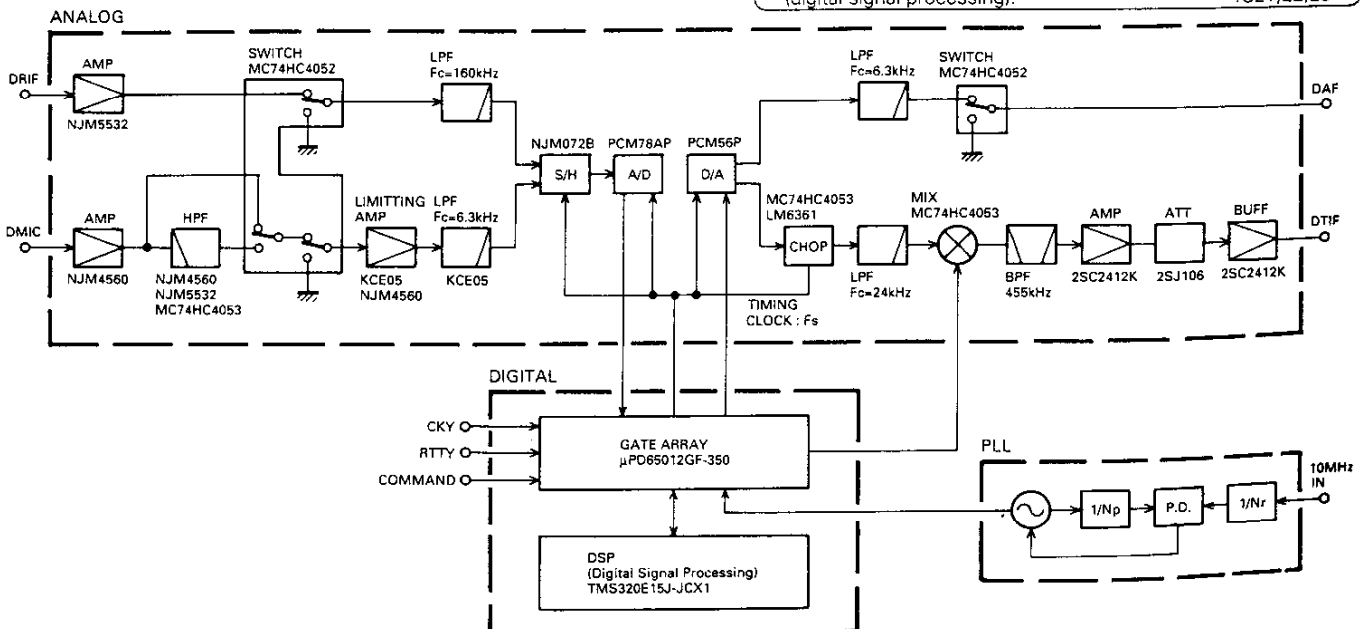 (digital signal processing).
ANALOG
AMP
DRIF
NJM5532
SWITCH
MC74HC4052
LPF
Fc=160kHz
LPF
Fc=6.3kHz
SWITCH
MC74HC4052
DAF
NJM072B
S/H
PCM78AP
A/D
PCM56P
D/A
DMIC
AMP
NJM4560
HPF
NJM4560
NJM5532
MC74HC4053
LIMITTING
AMP
KCE05
NJM4560
LPF
Fc=6.3kHz
KCE05
MC74HC4053
LM6361
CHOP
LPF
Fc=24kHz
MIX
MC74HC4053
BPF
455kHz
AMP
2SC2412K
ATT
2SJ106
BUFF
2SC2412K
DTIF
TIMING
CLOCK : Fs
DIGITAL
CKY
RTTY
COMMAND
GATE ARRAY
μPD65012GF-350
DSP
(Digital Signal Processing)
TMS320E15J-JCX1
PLL
1/Np
P.D.
1/Nr
10MHz
IN